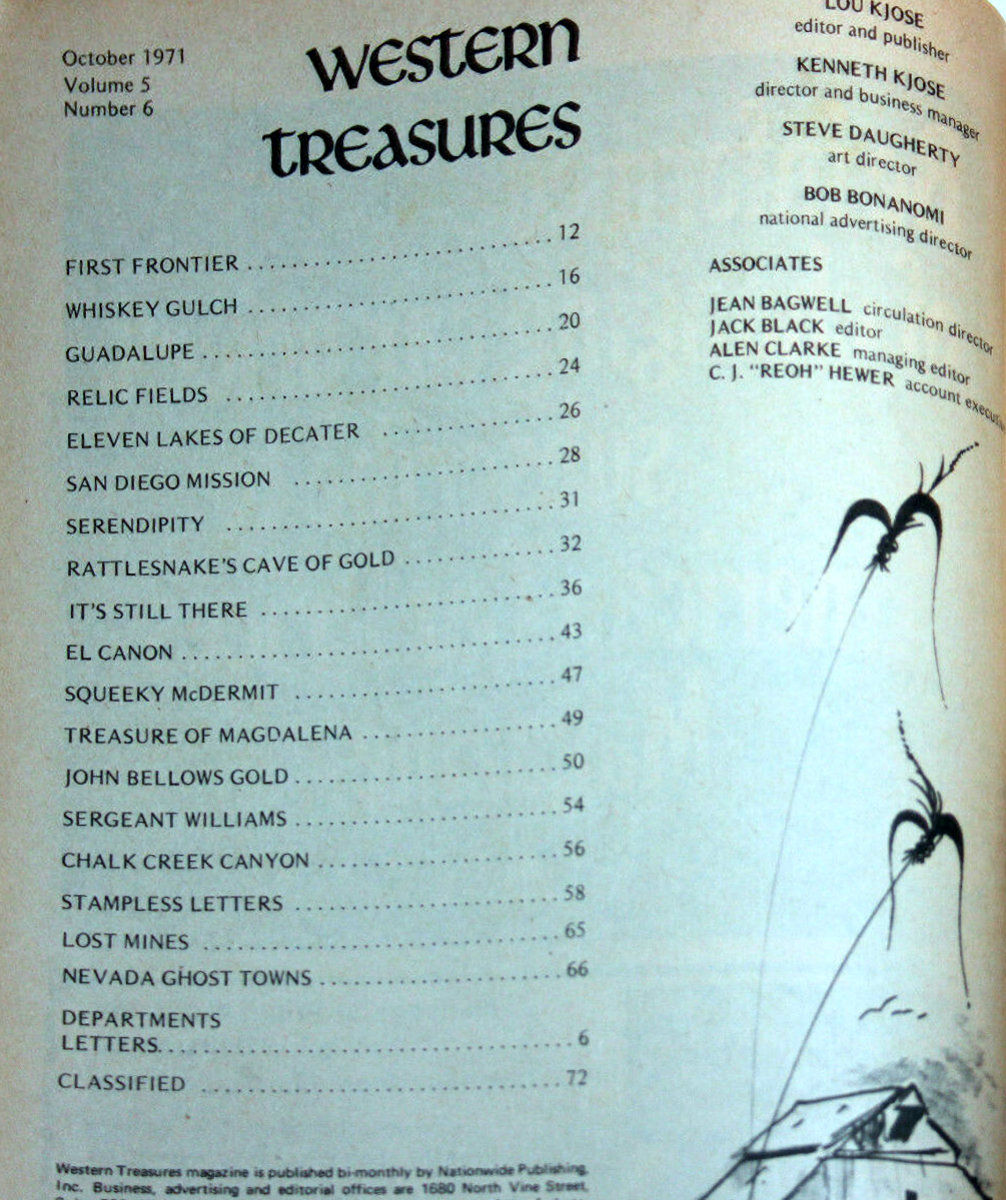 October 1971
Volume 5
Number 6
WESTERN
TREASURES
FIRST FRONTIER 12
WHISKEY GULCH 16
GUADALUPE 20
RELIC FIELDS 24
ELEVEN LAKES OF DECATER 26
SAN DIEGO MISSION 28
SERENDIPITY 31
RATTLESNAKE'S CAVE OF GOLD 32
IT'S STILL THERE 36
EL CANON 43
SQUEEKY McDERMIT 47
TREASURE OF MAGDALENA 49
JOHN BELLOWS GOLD 50
SERGEANT WILLIAMS 54
CHALK CREEK CANYON 56
STAMPLESS LETTERS 58
LOST MINES 65
NEVADA GHOST TOWNS 66
DEPARTMENTS
LETTERS 6
CLASSIFIED 72
Western Treasures magazine is published bi-monthly by Nationwide Publishing,
Inc. Business, advertising and editorial offices are 1680 North Vine Street,
LOU KJOSE
editor and publisher
KENNETH KJOSE
director and business manager
STEVE DAUGHERTY
art director
BOB BONANOMI
national advertising director
ASSOCIATES
JEAN BAGWELL circulation director
JACK BLACK editor
ALEN CLARKE managing editor
C. J. "REOH" HEWER account